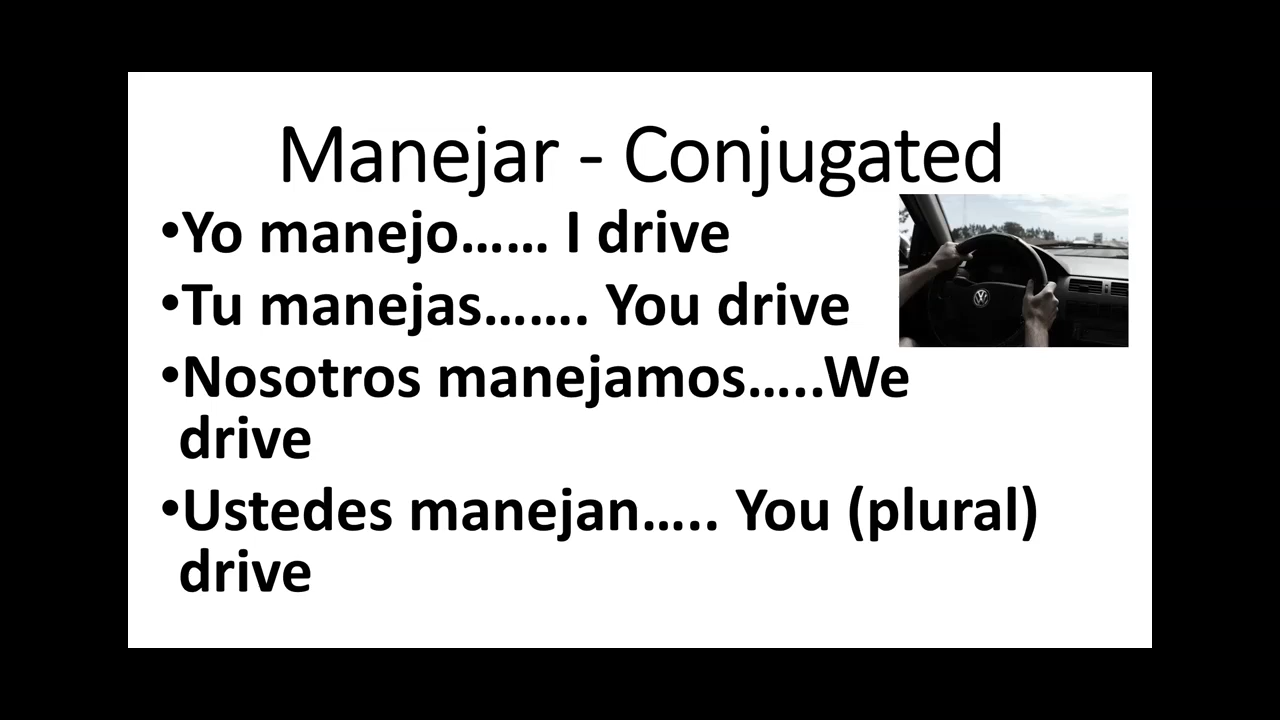 Manejar - Conjugated
•Yo manejo…… I drive
•Tu manejas……. You drive
•Nosotros manejamos…..We
drive
•Ustedes manejan….. You (plural)
drive